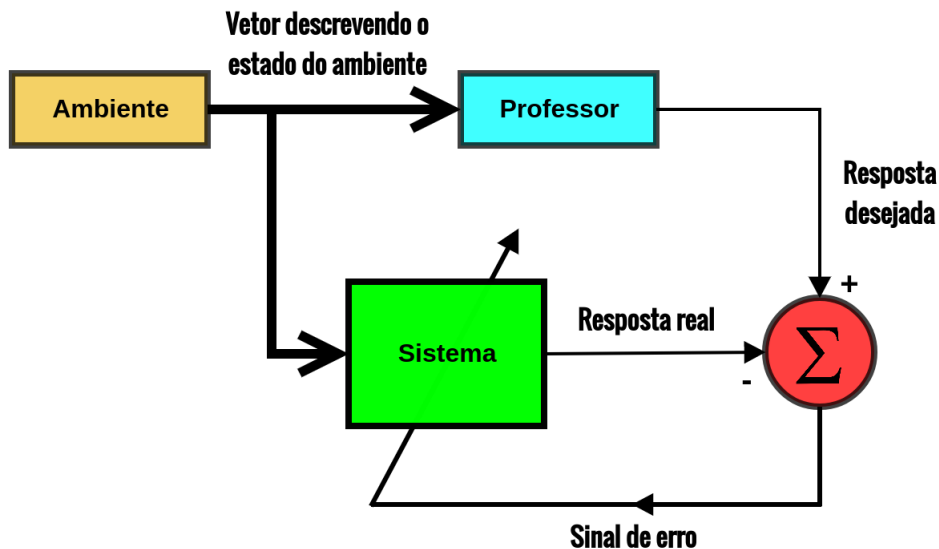 Vetor descrevendo o
estado do ambiente
Ambiente
Professor
Resposta
desejada
+
Sistema
Resposta real
Σ
-
Sinal de erro